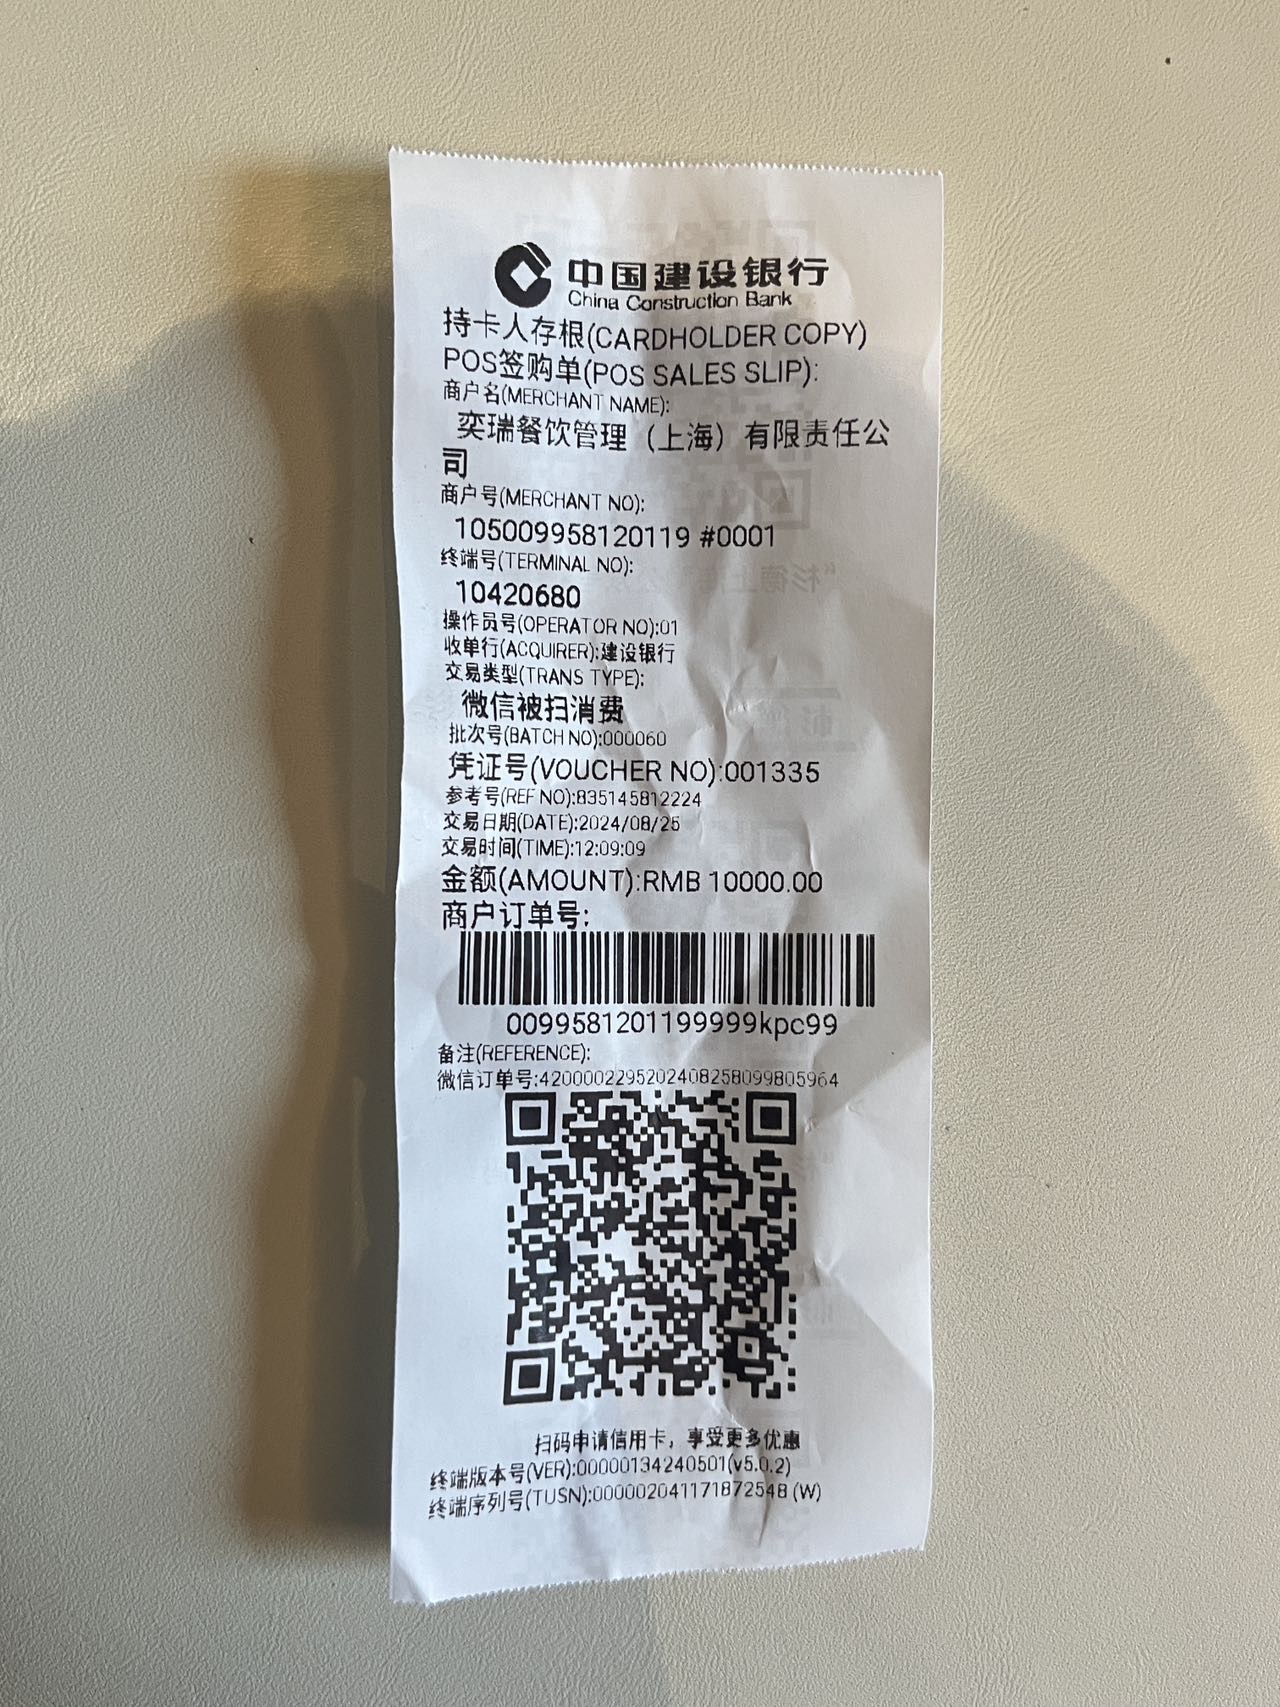 中国建设银行
China Construction Bank
持卡人存根(CARDHOLDER COPY)
POS签购单(POS SALES SLIP):
商户名(MERCHANT NAME):
奕瑞餐饮管理（上海）有限责任公
司
商户号(MERCHANT NO):
105009958120119 #0001
终端号(TERMINAL NO):
10420680
操作员号(OPERATOR NO):01
收单行(ACQUIRER):建设银行
交易类型(TRANS TYPE):
微信被扫消费
批次号(BATCH NO):000060
凭证号(VOUCHER NO):001335
参考号(REF NO):835145812224
交易日期(DATE):2024/08/25
交易时间(TIME):12:09:09
金额(AMOUNT):RMB 10000.00
商户订单号:
0099581201199999kpc99
备注(REFERENCE):
微信订单号:4200002295202408258099805964
扫码申请信用卡，享受更多优惠
终端版本号(VER):00000134240501(v5.0.2)
终端序列号(TUSN):0000020411718​72548 (W)